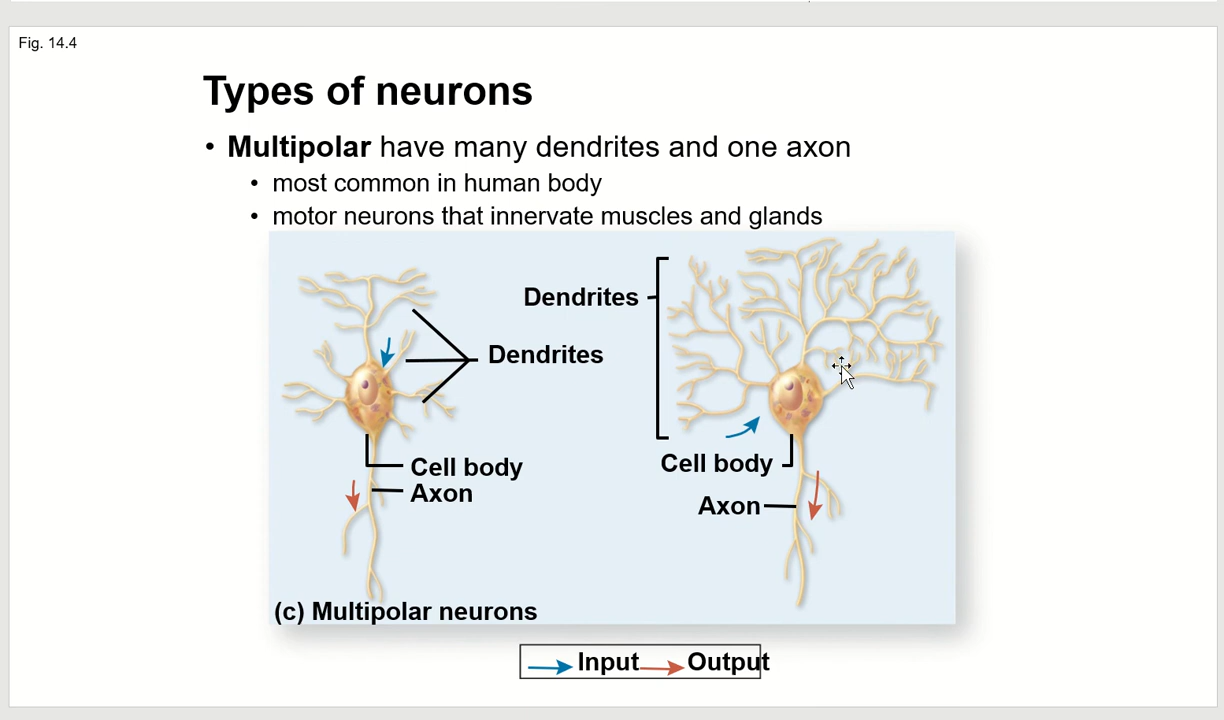 Fig. 14.4
Types of neurons
• Multipolar have many dendrites and one axon
• most common in human body
• motor neurons that innervate muscles and glands
Dendrites
Dendrites
Cell body
Cell body
Axon
Axon
(c) Multipolar neurons
Input Output